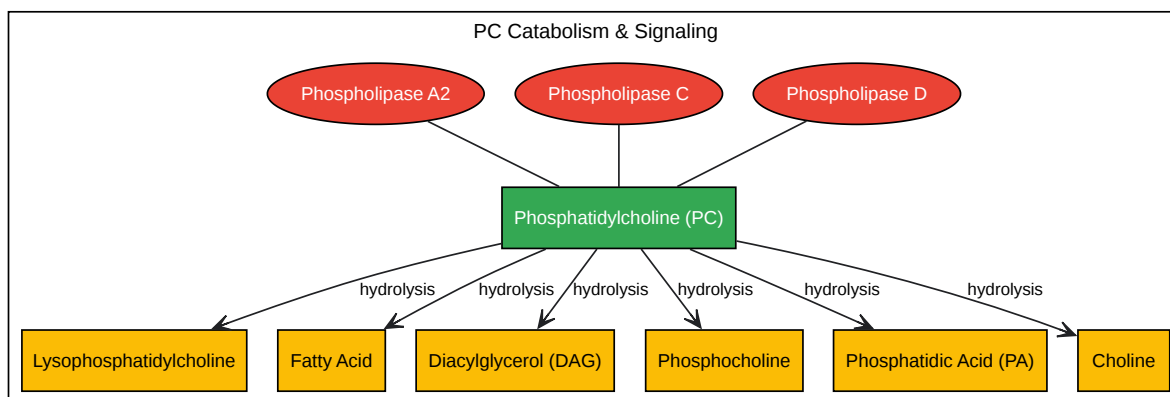 PC Catabolism & Signaling
Phospholipase A2
Phospholipase C
Phospholipase D
Phosphatidylcholine (PC)
hydrolysis
hydrolysis
hydrolysis
hydrolysis
hydrolysis
hydrolysis
Lysophosphatidylcholine
Fatty Acid
Diacylglycerol (DAG)
Phosphocholine
Phosphatidic Acid (PA)
Choline